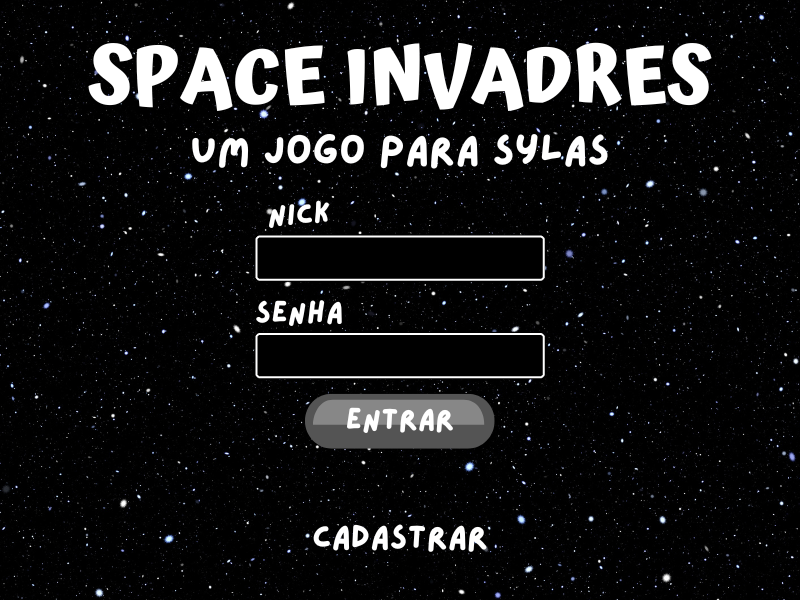 SPACE INVADRES
UM JOGO PARA SYLAS
NICK
SENHA
ENTRAR
CADASTRAR